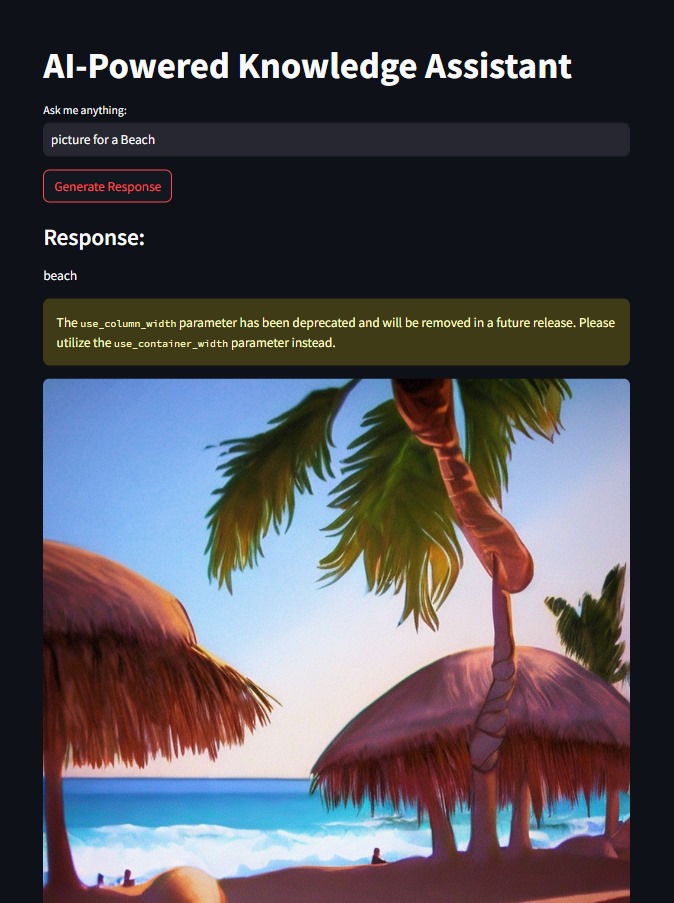 AI-Powered Knowledge Assistant
Ask me anything:
picture for a Beach
Generate Response
Response:
beach
The use_column_width parameter has been deprecated and will be removed in a future release. Please
utilize the use_container_width parameter instead.